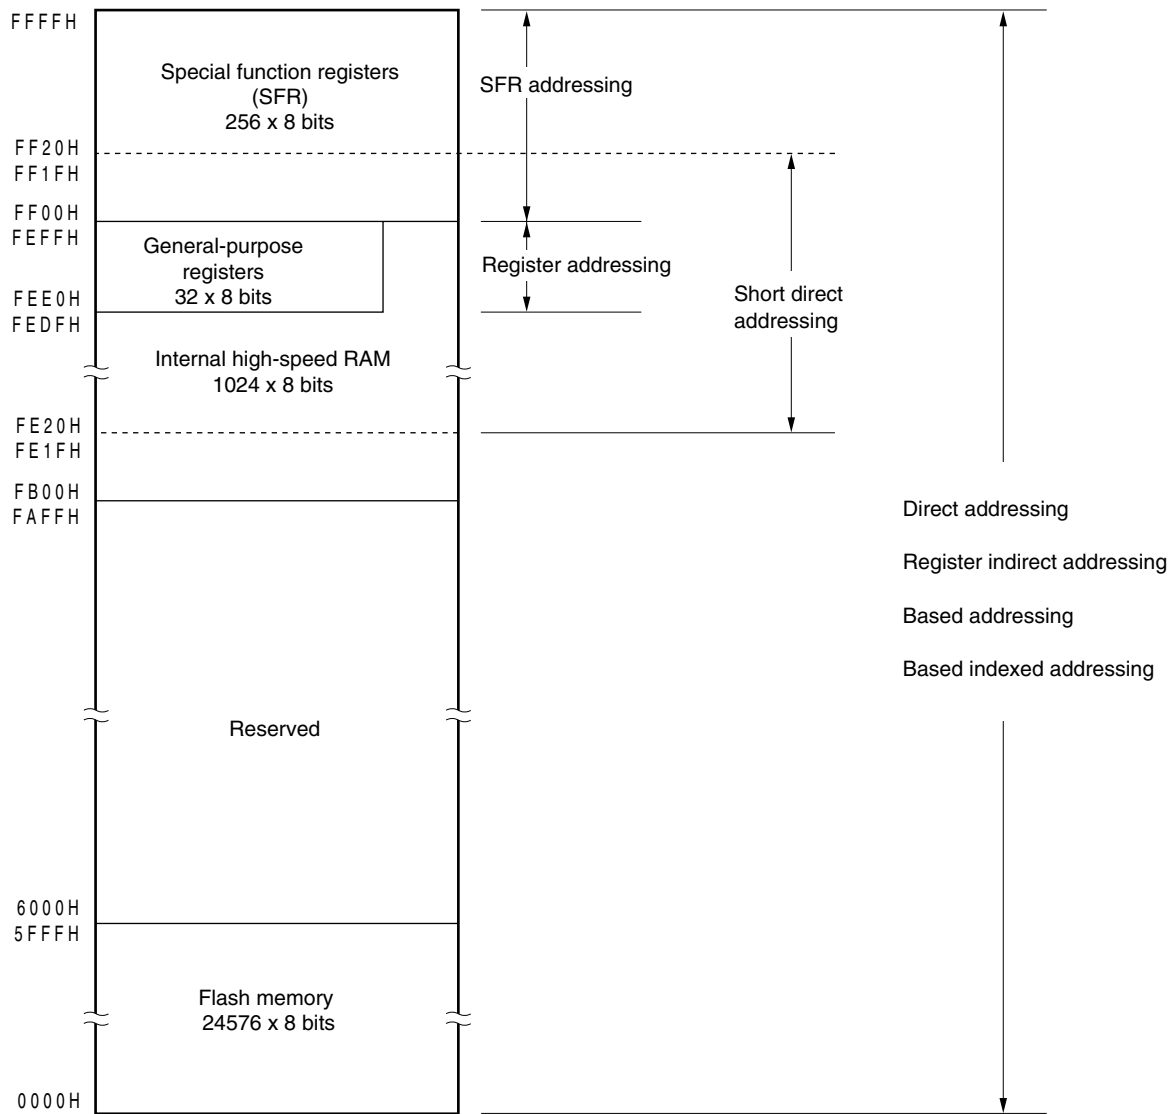 FFFFH
Special function registers
(SFR)
256 x 8 bits
SFR addressing
FF20H
FF1FH
FF00H
FEFFH
General-purpose
registers
32 x 8 bits
Register addressing
Short direct
addressing
FEE0H
FEDFH
Internal high-speed RAM
1024 x 8 bits
FE20H
FE1FH
FB00H
FAFFH
Direct addressing
Register indirect addressing
Based addressing
Based indexed addressing
Reserved
6000H
5FFFH
Flash memory
24576 x 8 bits
0000H